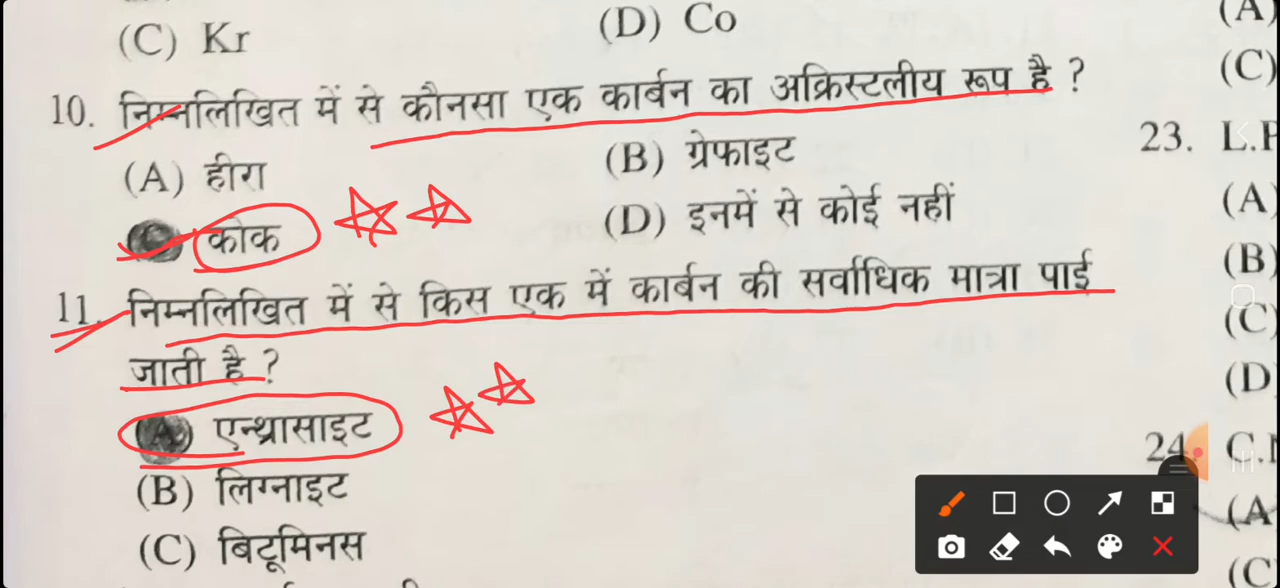 (C) Kr
(D) Co
10. निम्नलिखित में से कौनसा एक कार्बन का अक्रिस्टलीय रूप है ?
(A) हीरा
(B) ग्रेफाइट
कोक
(D) इनमें से कोई नहीं
11. निम्नलिखित में से किस एक में कार्बन की सर्वाधिक मात्रा पाई
जाती है ?
(A) एन्थ्रासाइट
(B) लिग्नाइट
(C) बिटूमिनस
(A)
(C)
23.
(A)
(B)
(C)
(D
24.
(A
(C